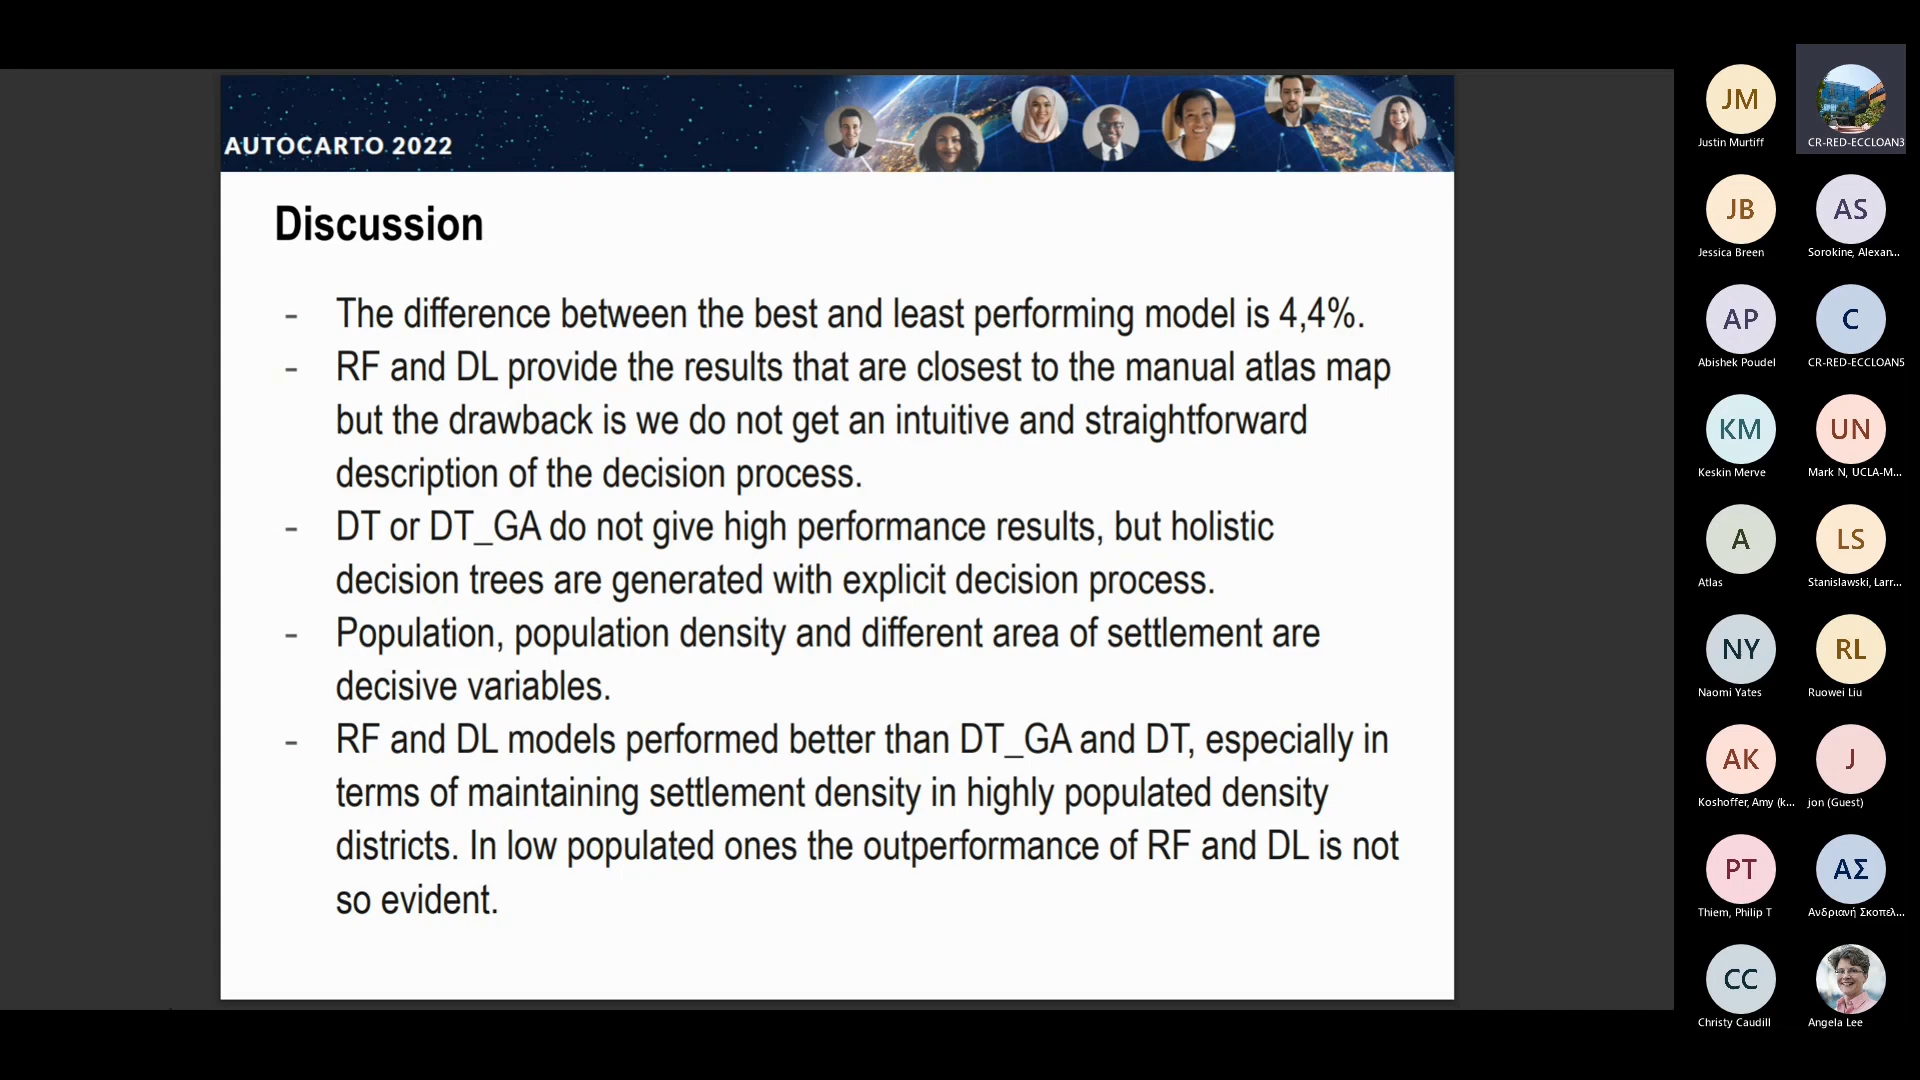 AUTOCARTO 2022
Discussion
- The difference between the best and least performing model is 4,4%.
- RF and DL provide the results that are closest to the manual atlas map
but the drawback is we do not get an intuitive and straightforward
description of the decision process.
- DT or DT_GA do not give high performance results, but holistic
decision trees are generated with explicit decision process.
- Population, population density and different area of settlement are
decisive variables.
- RF and DL models performed better than DT_GA and DT, especially in
terms of maintaining settlement density in highly populated density
districts. In low populated ones the outperformance of RF and DL is not
so evident.
JM
Justin Murtiff
CR-RED-ECCLOAN3
JB
Jessica Breen
AS
Sorokine, Alexan...
AP
Abishek Poudel
C
CR-RED-ECCLOAN5
KM
Keskin Merve
UN
Mark N, UCLA-M...
A
Atlas
LS
Stanislawski, Larr...
NY
Naomi Yates
RL
Ruowei Liu
AK
Koshoffer, Amy (k...
J
jon (Guest)
PT
Thiem, Philip T
ΑΣ
Ανδριανή Σκοπελ...
CC
Christy Caudill
Angela Lee